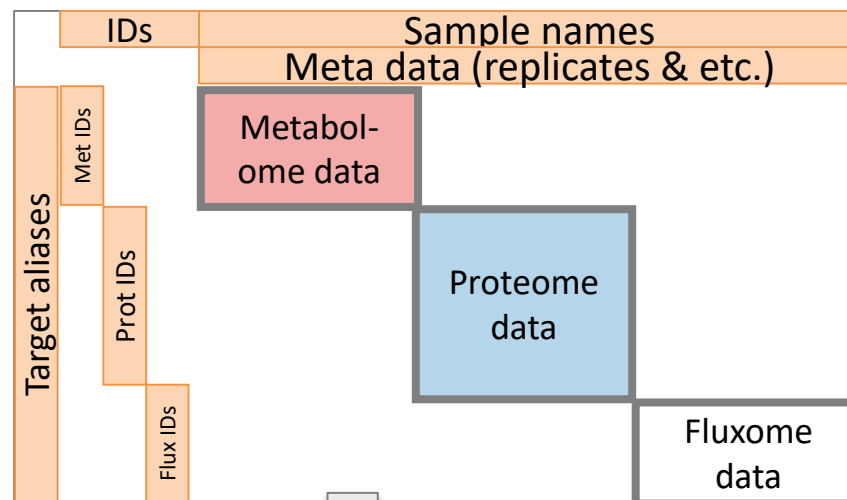 IDs
Sample names
Meta data (replicates & etc.)
Target aliases
Met IDs
Metabol-
ome data
Prot IDs
Proteome
data
Flux IDs
Fluxome
data